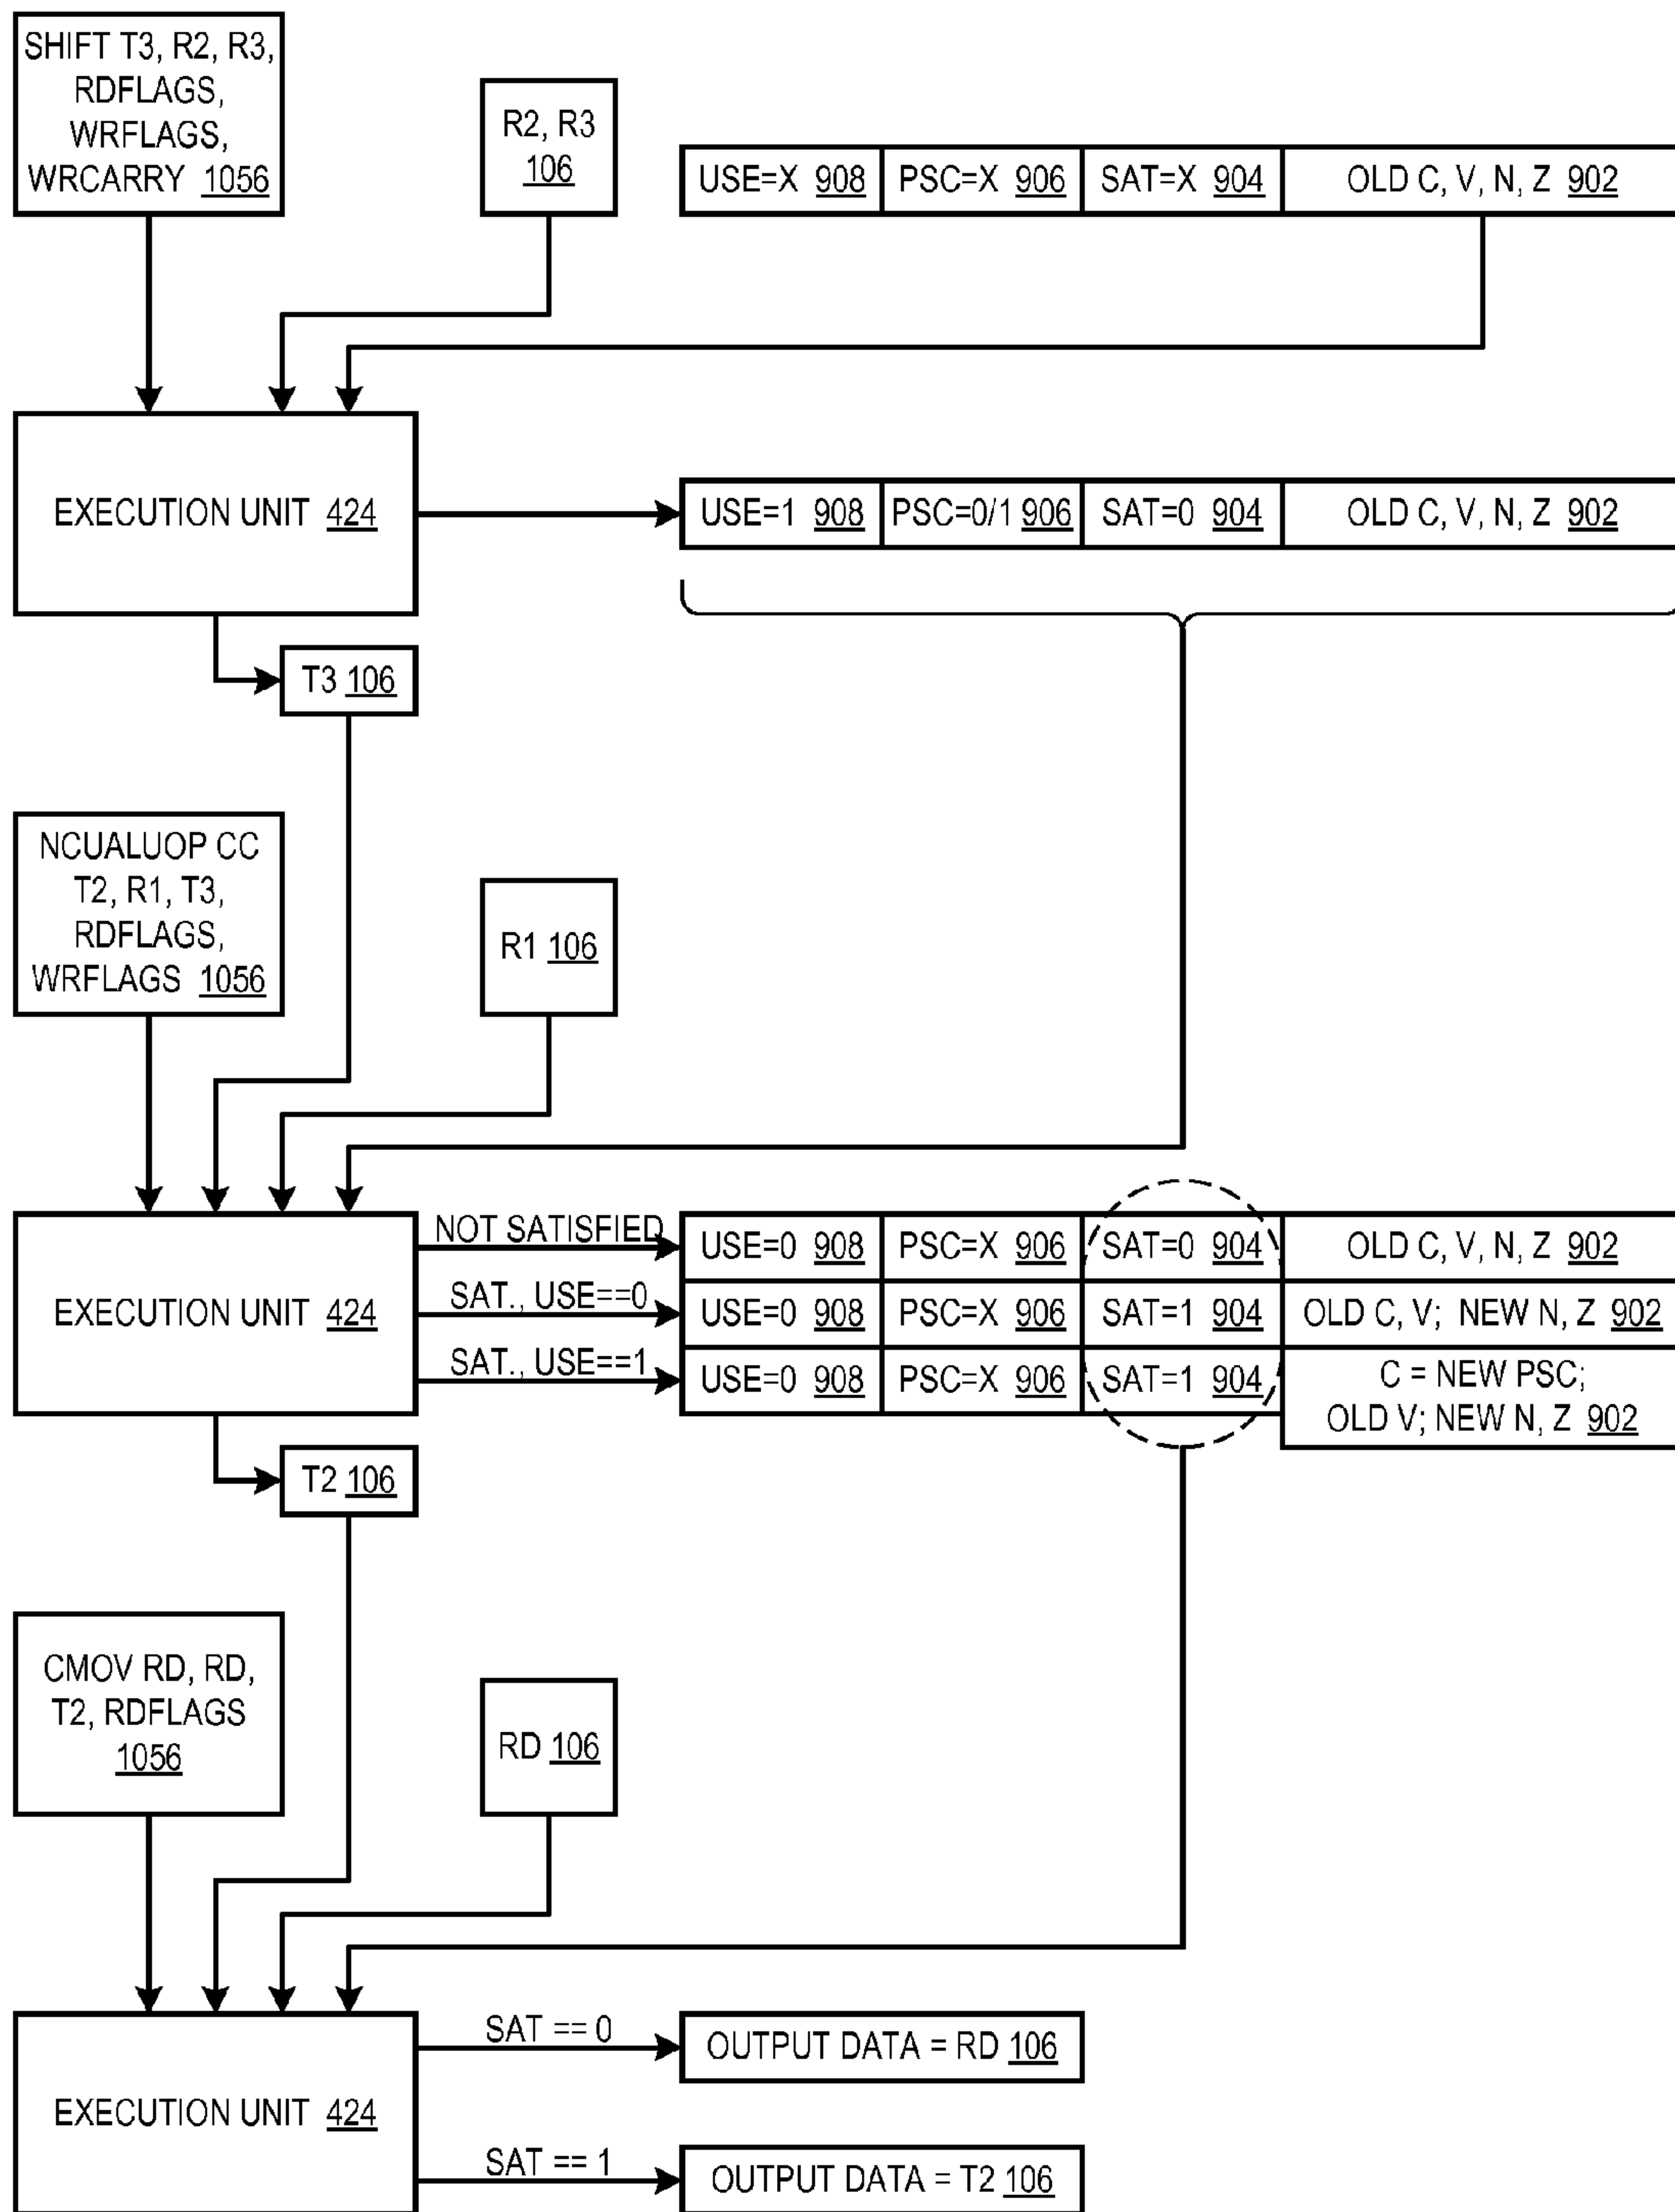 SHIFT T3, R2, R3,
RDFLAGS,
WRFLAGS,
WRCARRY 1056
R2, R3
106
USE=X 908
PSC=X 906
SAT=X 904
OLD C, V, N, Z 902
EXECUTION UNIT 424
USE=1 908
PSC=0/1 906
SAT=0 904
OLD C, V, N, Z 902
T3 106
NCUALUOP CC
T2, R1, T3,
RDFLAGS,
WRFLAGS 1056
R1 106
EXECUTION UNIT 424
NOT SATISFIED
USE=0 908
PSC=X 906
SAT=0 904
OLD C, V, N, Z 902
SAT., USE==0
USE=0 908
PSC=X 906
SAT=1 904
OLD C, V; NEW N, Z 902
SAT., USE==1
USE=0 908
PSC=X 906
SAT=1 904
C = NEW PSC;
OLD V; NEW N, Z 902
T2 106
CMOV RD, RD,
T2, RDFLAGS
1056
RD 106
EXECUTION UNIT 424
SAT == 0
OUTPUT DATA = RD 106
SAT == 1
OUTPUT DATA = T2 106